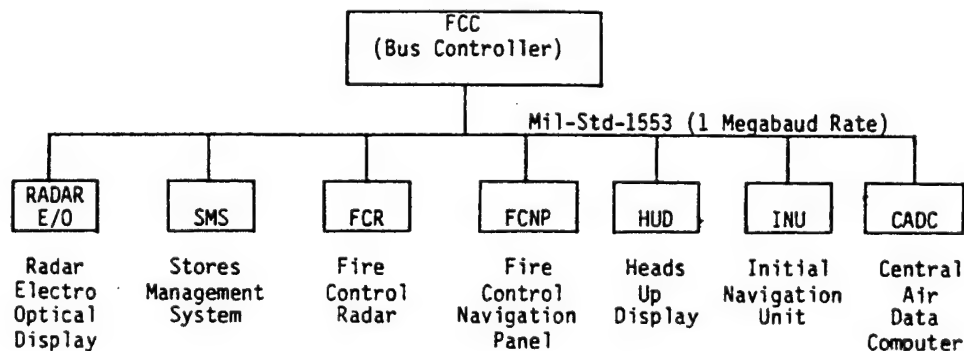 FCC
(Bus Controller)
Mil-Std-1553 (1 Megabaud Rate)
RADAR
E/O
SMS
FCR
FCNP
HUD
INU
CADC
Radar
Electro
Optical
Display
Stores
Management
System
Fire
Control
Radar
Fire
Control
Navigation
Panel
Heads
Up
Display
Initial
Navigation
Unit
Central
Air
Data
Computer